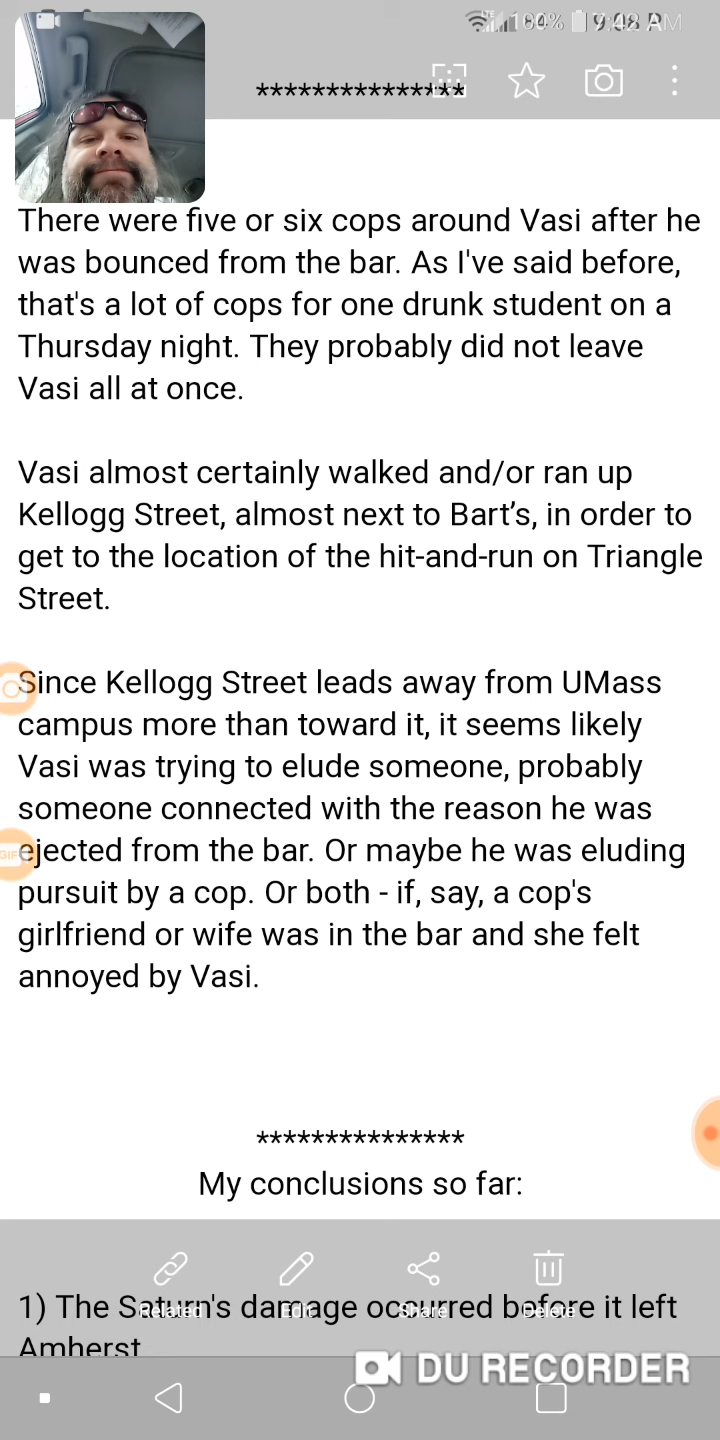 ***************
There were five or six cops around Vasi after he
was bounced from the bar. As I've said before,
that's a lot of cops for one drunk student on a
Thursday night. They probably did not leave
Vasi all at once.
Vasi almost certainly walked and/or ran up
Kellogg Street, almost next to Bart’s, in order to
get to the location of the hit-and-run on Triangle
Street.
Since Kellogg Street leads away from UMass
campus more than toward it, it seems likely
Vasi was trying to elude someone, probably
someone connected with the reason he was
GIF
ejected from the bar. Or maybe he was eluding
pursuit by a cop. Or both - if, say, a cop's
girlfriend or wife was in the bar and she felt
annoyed by Vasi.
***************
My conclusions so far:
1) The Saturn's damage occurred before it left
Related Edit Share Delete
Amherst
DU RECORDER